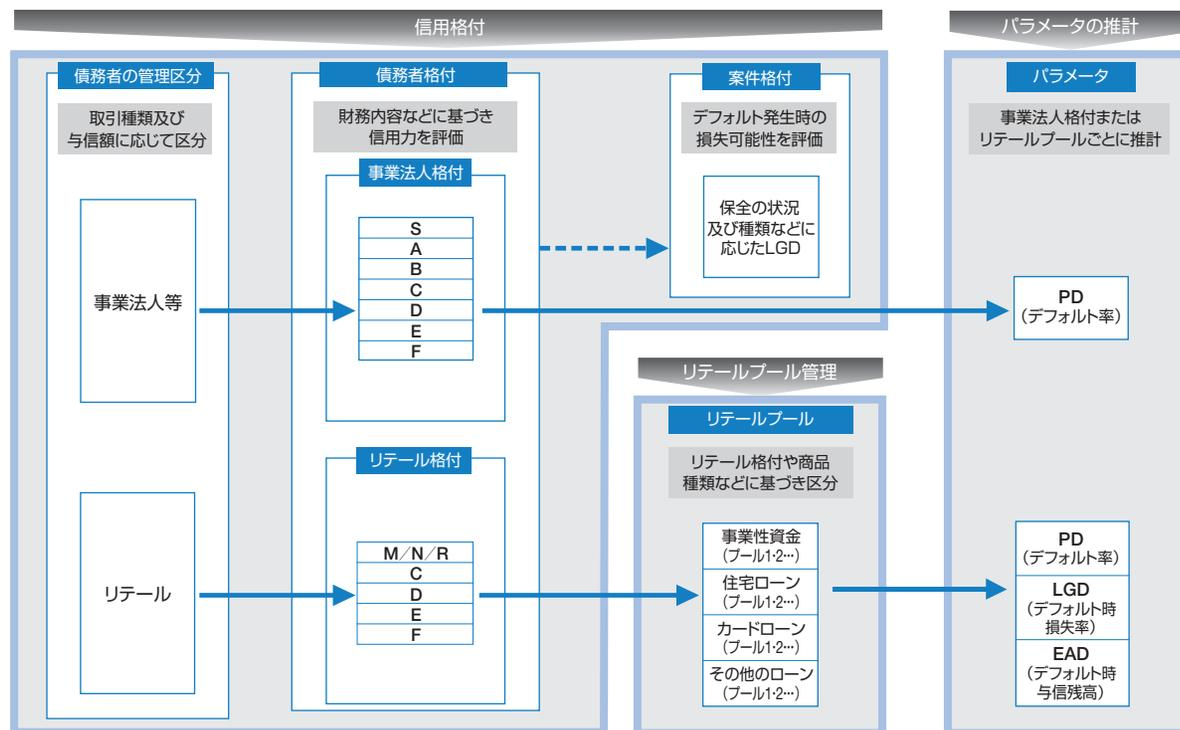 信用格付
パラメータの推計
債務者の管理区分
取引種類及び
与信額に応じて区分
事業法人等
リテール
債務者格付
財務内容などに基づき
信用力を評価
事業法人格付
S
A
B
C
D
E
F
リテール格付
M/N/R
C
D
E
F
案件格付
デフォルト発生時の
損失可能性を評価
保全の状況
及び種類などに
応じたLGD
リテールプール管理
リテールプール
リテール格付や商品
種類などに基づき区分
事業性資金
(プール1・2…)
住宅ローン
(プール1・2…)
カードローン
(プール1・2…)
その他のローン
(プール1・2…)
パラメータ
事業法人格付または
リテールプールごとに推計
PD
(デフォルト率)
PD
(デフォルト率)
LGD
(デフォルト時
損失率)
EAD
(デフォルト時
与信残高)